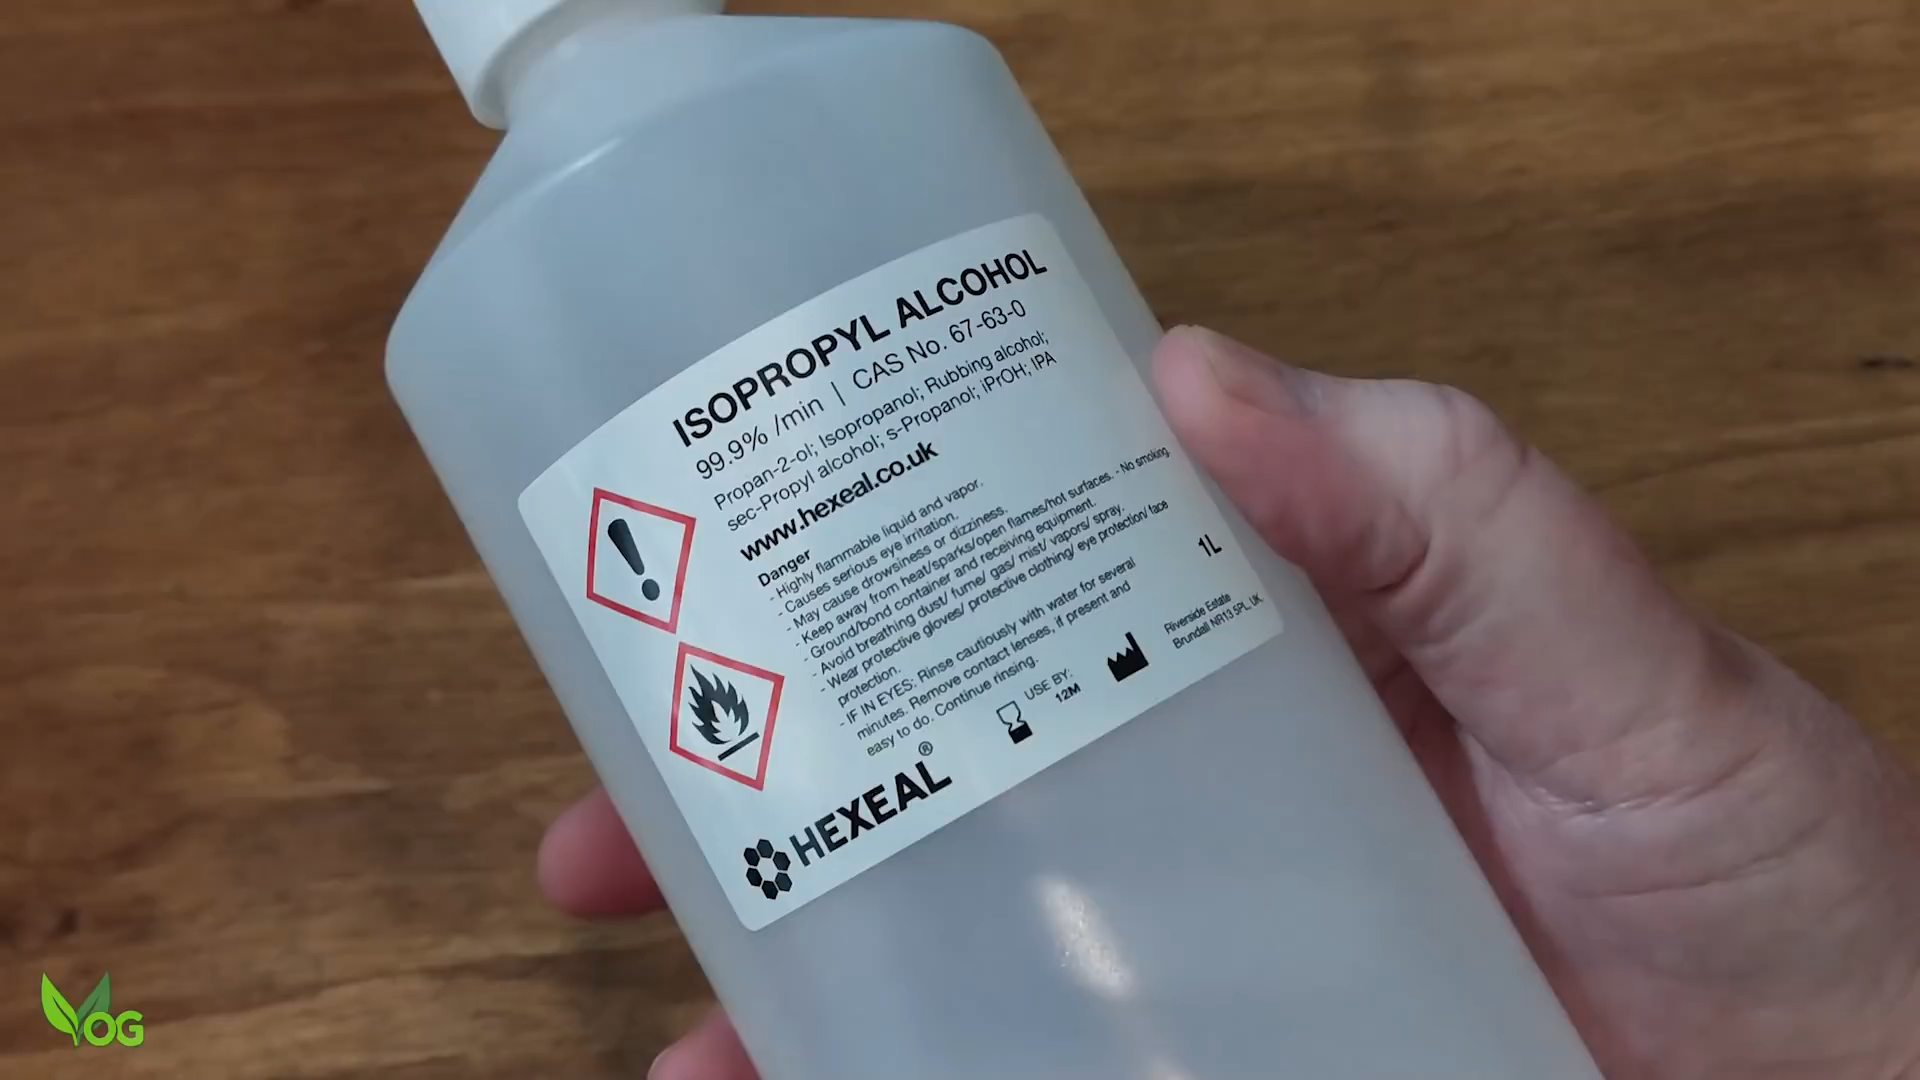 ISOPROPYL ALCOHOL
99.9% /min | CAS No. 67-63-0
Propan-2-ol; Isopropanol; Rubbing alcohol;
sec-Propyl alcohol; s-Propanol; iPrOH; IPA
www.hexeal.co.uk
Danger
- Highly flammable liquid and vapor.
- Causes serious eye irritation.
- May cause drowsiness or dizziness.
- Keep away from heat/sparks/open flames/hot surfaces. - No smoking.
- Ground/bond container and receiving equipment.
- Avoid breathing dust/ fume/ gas/ mist/ vapors/ spray.
- Wear protective gloves/ protective clothing/ eye protection/ face
protection.
- IF IN EYES: Rinse cautiously with water for several
minutes. Remove contact lenses, if present and
easy to do. Continue rinsing.
1L
USE BY:
12M
Riverside Estate
Brundall NR13 5PL, UK.
HEXEAL®
VOG